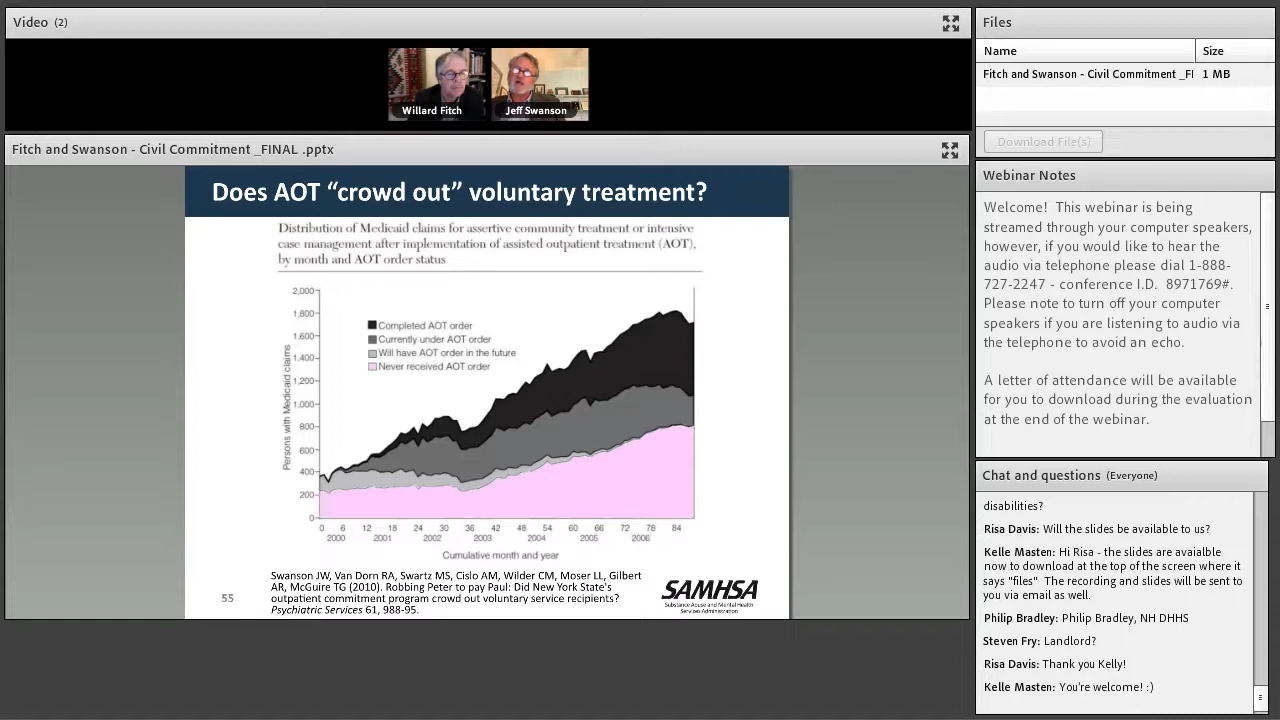 Video (2)
Willard Fitch
Jeff Swanson
Fitch and Swanson - Civil Commitment _FINAL .pptx
Does AOT “crowd out” voluntary treatment?
Distribution of Medicaid claims for assertive community treatment or intensive
case management after implementation of assisted outpatient treatment (AOT),
by month and AOT order status
Persons with Medicaid claims
2,000
1,800
1,600
1,400
1,200
1,000
800
600
400
200
0
Completed AOT order
Currently under AOT order
Will have AOT order in the future
Never received AOT order
0 6 12 18 24 30 36 42 48 54 60 66 72 78 84
2000 2001 2002 2003 2004 2005 2006
Cumulative month and year
Swanson JW, Van Dorn RA, Swartz MS, Cislo AM, Wilder CM, Moser LL, Gilbert
AR, McGuire TG (2010). Robbing Peter to pay Paul: Did New York State's
outpatient commitment program crowd out voluntary service recipients?
Psychiatric Services 61, 988-95.
55
SAMHSA
Substance Abuse and Mental Health
Services Administration
Files
Name Size
Fitch and Swanson - Civil Commitment _FI 1 MB
Download File(s)
Webinar Notes
Welcome! This webinar is being
streamed through your computer speakers,
however, if you would like to hear the
audio via telephone please dial 1-888-
727-2247 - conference I.D. 8971769#.
Please note to turn off your computer
speakers if you are listening to audio via
the telephone to avoid an echo.
A letter of attendance will be available
for you to download during the evaluation
at the end of the webinar.
Chat and questions (Everyone)
disabilities?
Risa Davis: Will the slides be available to us?
Kelle Masten: Hi Risa - the slides are avaialble
now to download at the top of the screen where it
says "files" The recording and slides will be sent to
you via email as well.
Philip Bradley: Philip Bradley, NH DHHS
Steven Fry: Landlord?
Risa Davis: Thank you Kelly!
Kelle Masten: You're welcome! :)